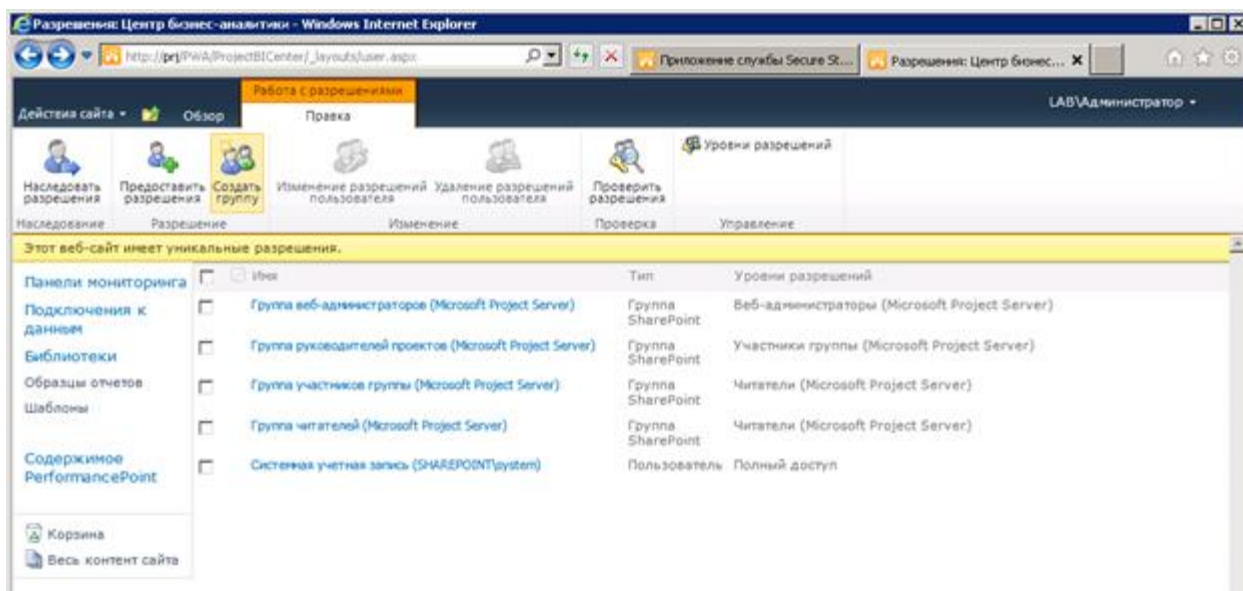 Разрешения: Центр бизнес-аналитики - Windows Internet Explorer
http://prj/PWA/ProjectBICenter/_layouts/user.aspx
Приложение службы Secure St...
Разрешения: Центр бизнес...
Работа с разрешениями
Действия сайта
Обзор
Правка
LAB\Администратор
Наследовать разрешения
Предоставить разрешения
Создать группу
Изменение разрешений пользователя
Удаление разрешений пользователя
Проверить разрешения
Уровни разрешений
Наследование
Разрешение
Изменение
Проверка
Управление
Этот веб-сайт имеет уникальные разрешения.
Панели мониторинга
Подключения к
данным
Библиотеки
Образцы отчетов
Шаблоны
Содержимое
PerformancePoint
Корзина
Весь контент сайта
Имя Тип Уровни разрешений
Группа веб-администраторов (Microsoft Project Server) Группа SharePoint Веб-администраторы (Microsoft Project Server)
Группа руководителей проектов (Microsoft Project Server) Группа SharePoint Участники группы (Microsoft Project Server)
Группа участников группы (Microsoft Project Server) Группа SharePoint Читатели (Microsoft Project Server)
Группа читателей (Microsoft Project Server) Группа SharePoint Читатели (Microsoft Project Server)
Системная учетная запись (SHAREPOINT\system) Пользователь Полный доступ